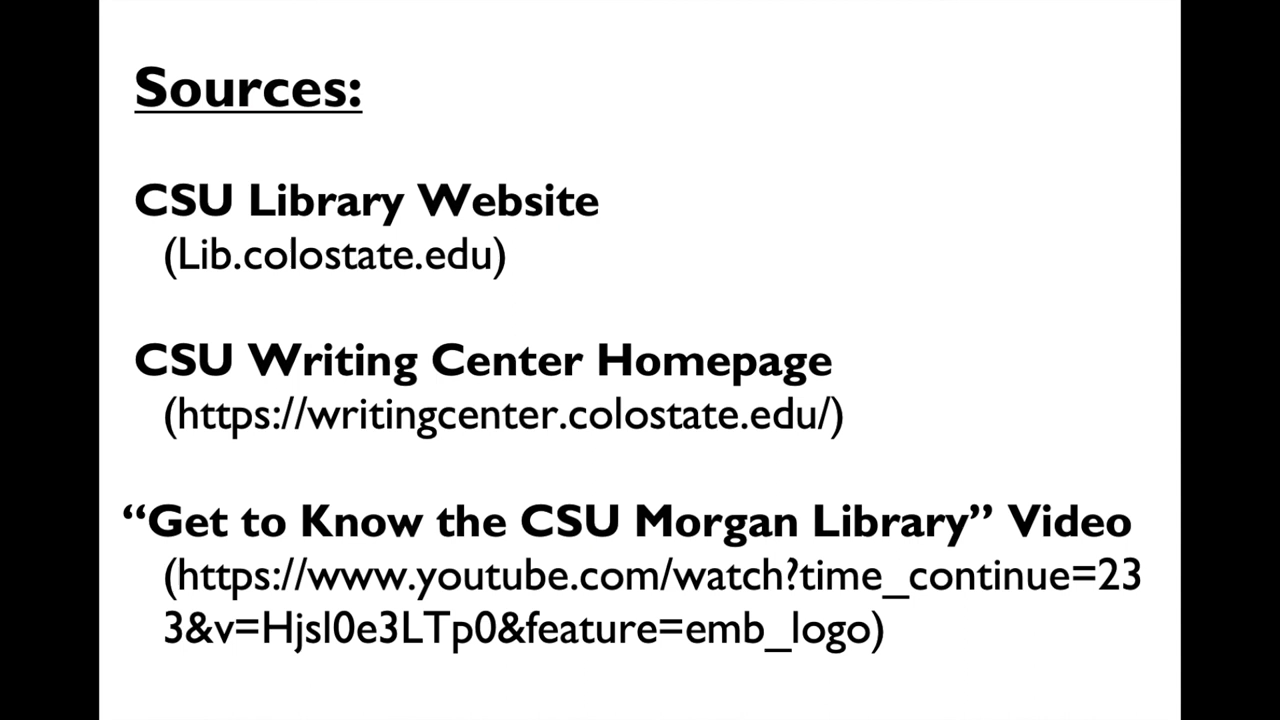 Sources:
CSU Library Website
(Lib.colostate.edu)
CSU Writing Center Homepage
(https://writingcenter.colostate.edu/)
“Get to Know the CSU Morgan Library” Video
(https://www.youtube.com/watch?time_continue=23
3&v=Hjsl0e3LTp0&feature=emb_logo)